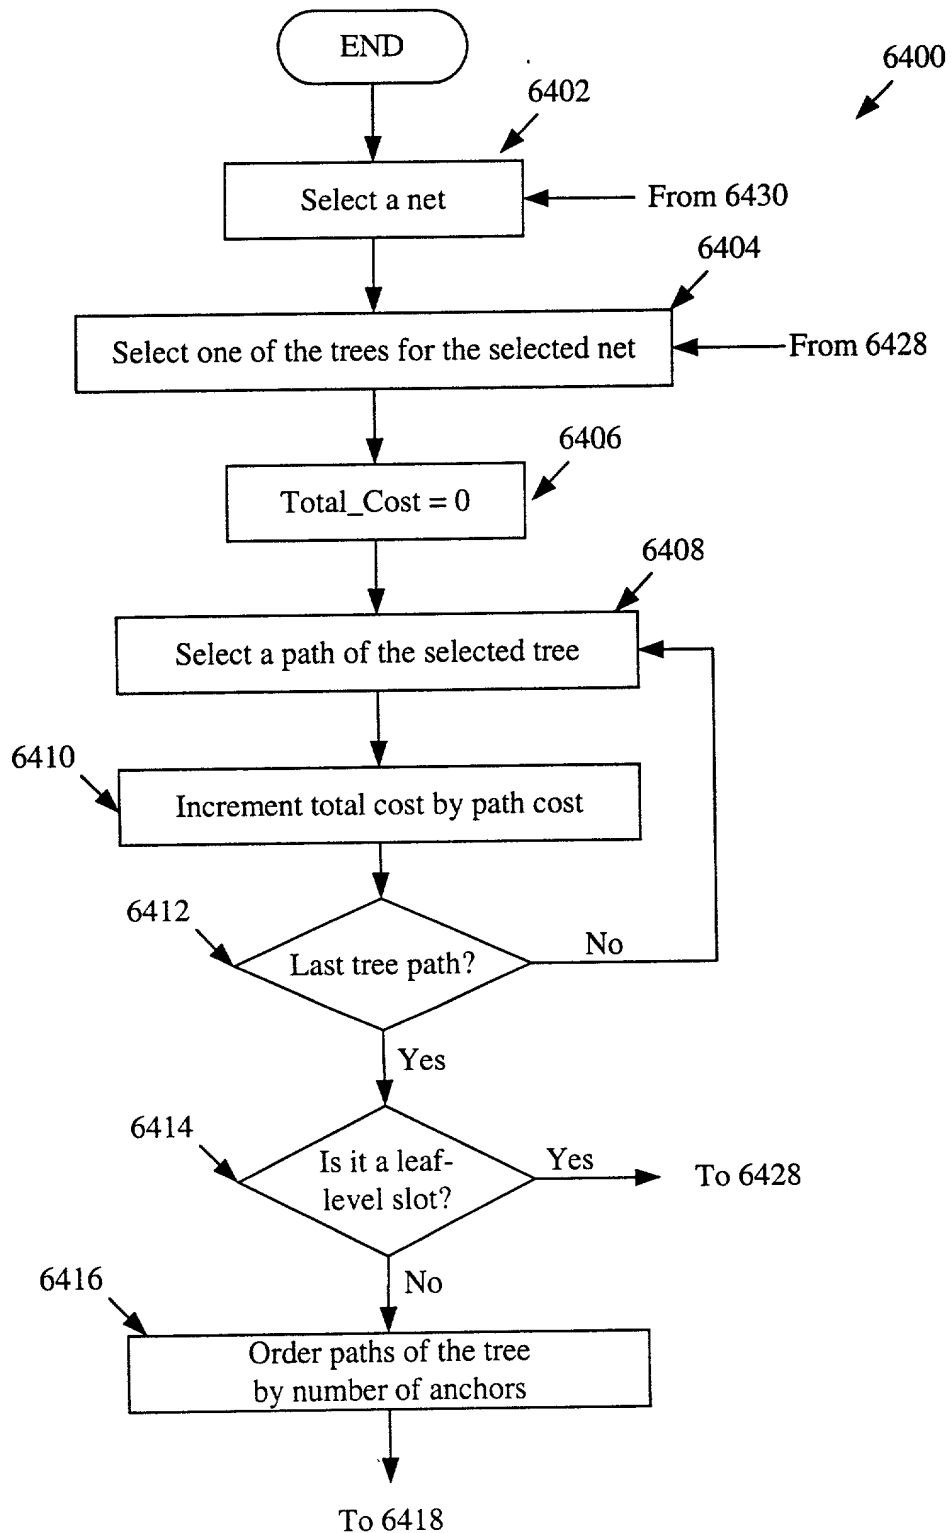 END
6400
6402
Select a net
From 6430
6404
Select one of the trees for the selected net
From 6428
6406
Total_Cost = 0
6408
Select a path of the selected tree
6410
Increment total cost by path cost
6412
Last tree path?
No
Yes
6414
Is it a leaf-
level slot?
Yes
To 6428
No
6416
Order paths of the tree
by number of anchors
To 6418